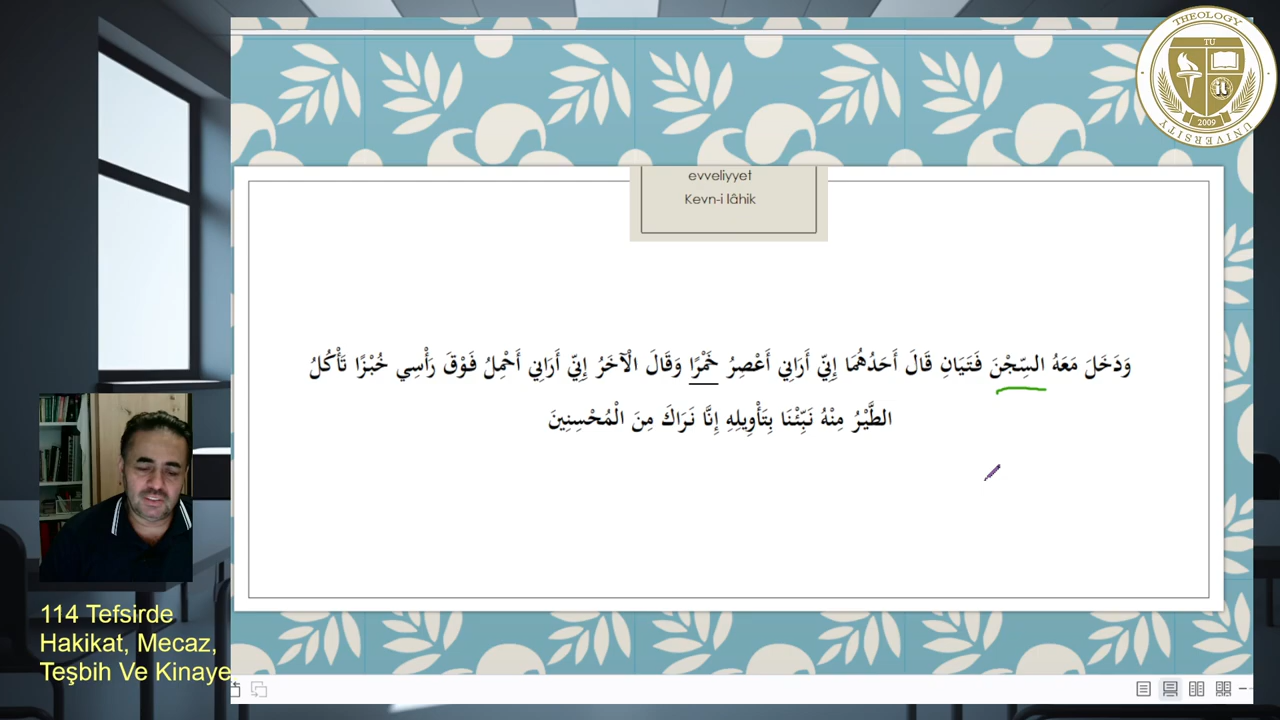 THEOLOGY
TU
2009
UNIVERSITY
evveliyyet
Kevn-i lâhik
وَدَخَلَ مَعَهُ السِّجْنَ فَتَيَانِ قَالَ أَحَدُهُمَا إِنِّي أَرَانِي أَعْصِرُ خَمْرًا وَقَالَ الْآخَرُ إِنِّي أَرَانِي أَحْمِلُ فَوْقَ رَأْسِي خُبْزًا تَأْكُلُ
الطَّيْرُ مِنْهُ نَبِّئْنَا بِتَأْوِيلِهِ إِنَّا نَرَاكَ مِنَ الْمُحْسِنِينَ
114 Tefsirde
Hakikat, Mecaz,
Teşbih Ve Kinaye